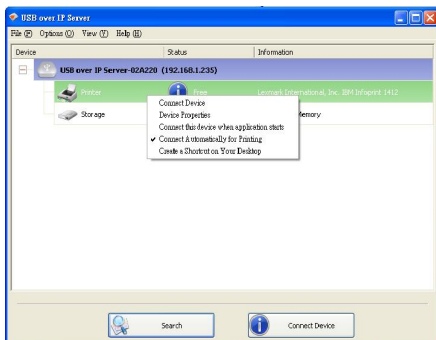 USB over IP Server
File (F) Options (O) View (V) Help (H)
Device Status Information
USB over IP Server-02A220 (192.168.1.235)
Printer Free Lexmark International, Inc. IBM Infoprint 1412
Connect Device
Storage Device Properties Memory
Connect this device when application starts
Connect Automatically for Printing
Create a Shortcut on Your Desktop
Search Connect Device